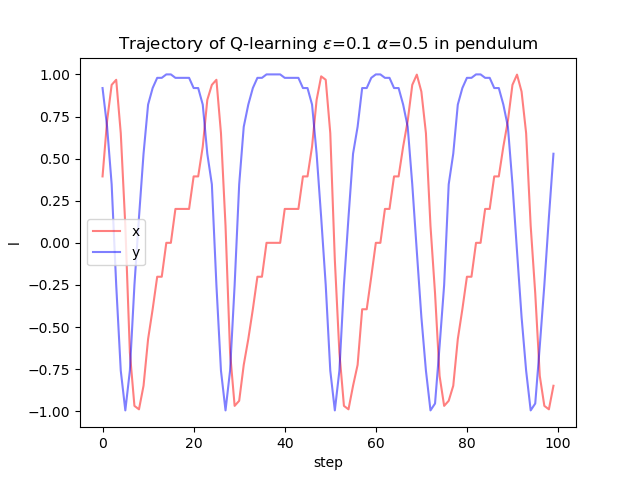 Trajectory of Q-learning ε=0.1 α=0.5 in pendulum
1.00
0.75
0.50
0.25
0.00
−0.25
−0.50
−0.75
−1.00
l
x
y
0 20 40 60 80 100
step